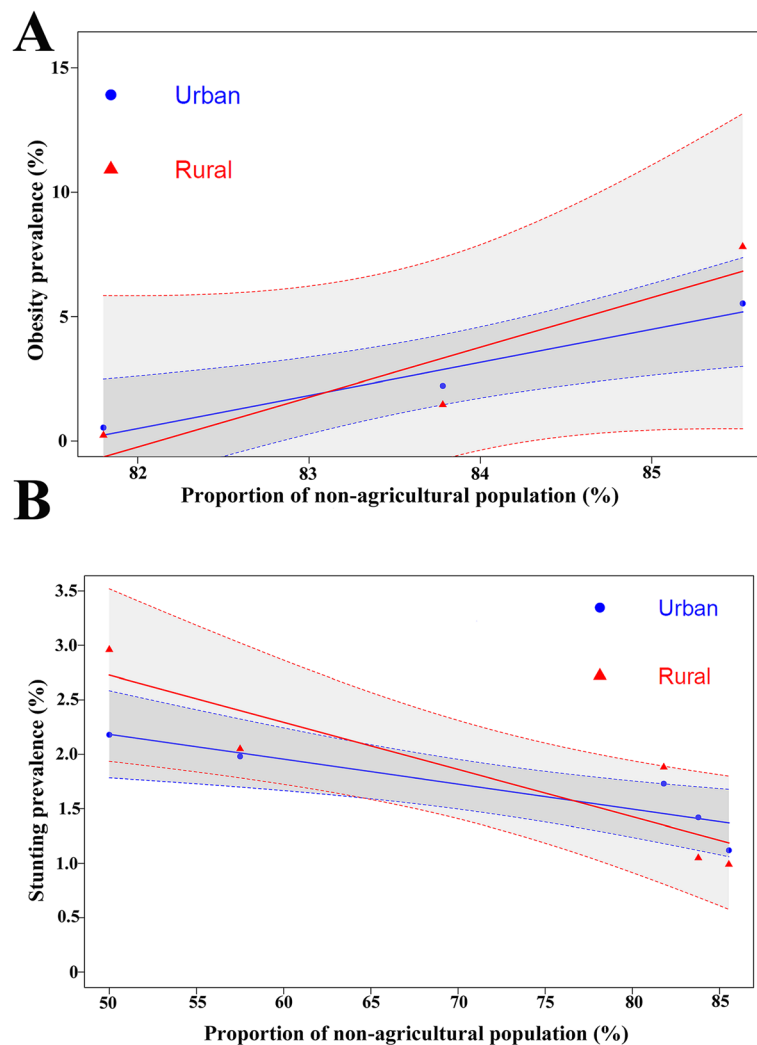 A
15
10
5
0
Obesity prevalence (%)
Urban
Rural
82
83
84
85
Proportion of non-agricultural population (%)
B
3.5
3.0
2.5
2.0
1.5
1.0
0.5
0
Stunting prevalence (%)
Urban
Rural
50
55
60
65
70
75
80
85
Proportion of non-agricultural population (%)